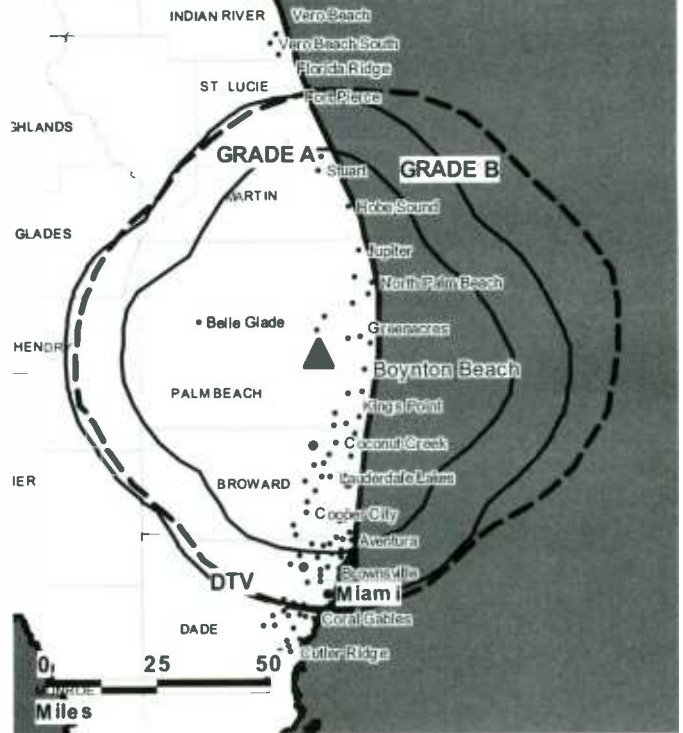 INDIAN RIVER
Vero Beach
Vero Beach South
Florida Ridge
ST LUCIE
Fort Pierce
GHLANDS
GRADE A
GRADE B
Stuart
MARTIN
Hobe Sound
GLADES
Jupiter
North Palm Beach
Belle Glade
Greenacres
HENDRY
Boynton Beach
PALM BEACH
King's Point
Coconut Creek
IER
BROWARD
Lauderdale Lakes
Cooper City
Aventura
DTV
Brownsville
Miami
Coral Gables
DADE
Cutler Ridge
0 25 50
MONROE
Miles